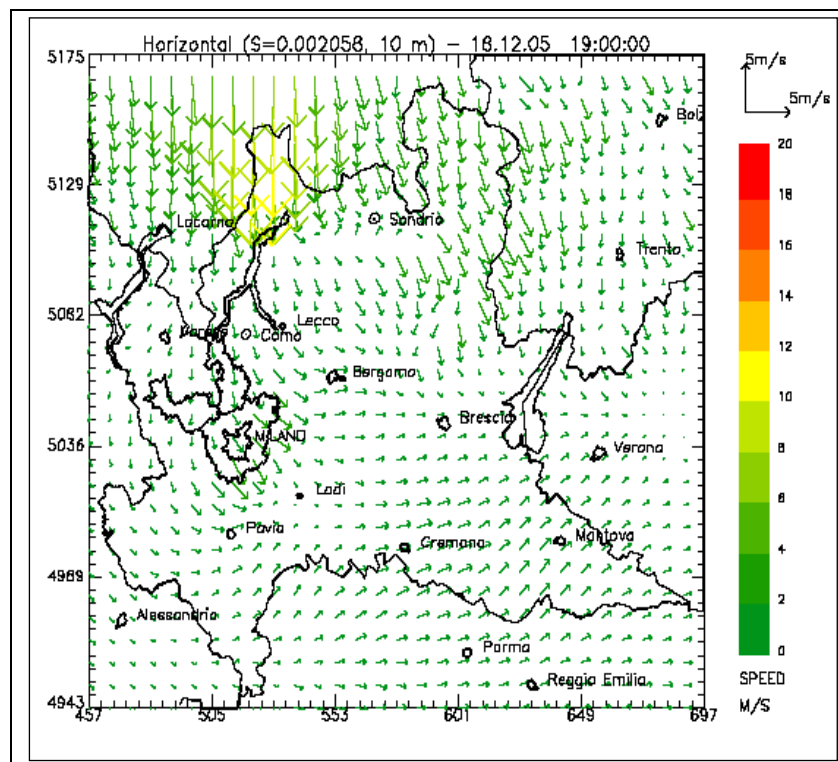 Horizontal (S=0.002058, 10 m) - 18.12.05 19:00:00
5m/s
5m/s
5175
5129
5082
5036
4989
4943
457
505
553
601
649
697
Locarno
Sondrio
Bolz
Trento
Varese
Como
Lecco
Bergamo
Brescia
Verona
MILANO
Lodi
Pavia
Cremona
Mantova
Alessandria
Parma
Reggia Emilia
20
18
16
14
12
10
8
6
4
2
0
SPEED
M/S